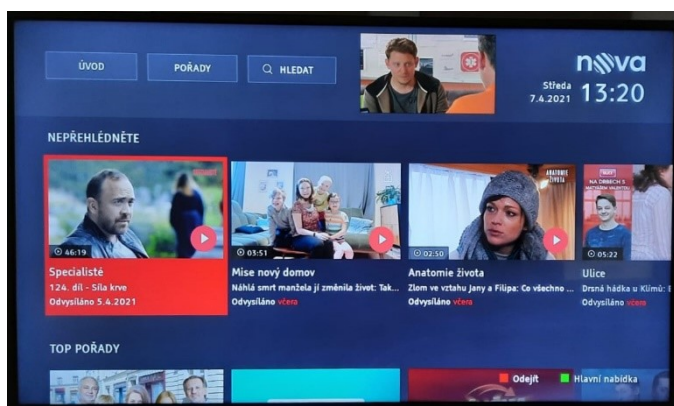 ÚVOD
POŘADY
HLEDAT
nova
Středa
7.4.2021 13:20
NEPŘEHLÉDNĚTE
46:19
Specialisté
124. díl - Síla krve
Odvysíláno 5.4.2021
03:51
Mise nový domov
Náhlá smrt manžela jí změnila život: Tak...
Odvysíláno včera
ANATOMIE
ŽIVOTA
02:50
Anatomie života
Zlom ve vztahu Jany a Filipa: Co všechno ...
Odvysíláno včera
NA DRBECH S
05:22
Ulice
Drsná hádka u Klímů:
Odvysíláno včera
TOP POŘADY
Odejít
Hlavní nabídka